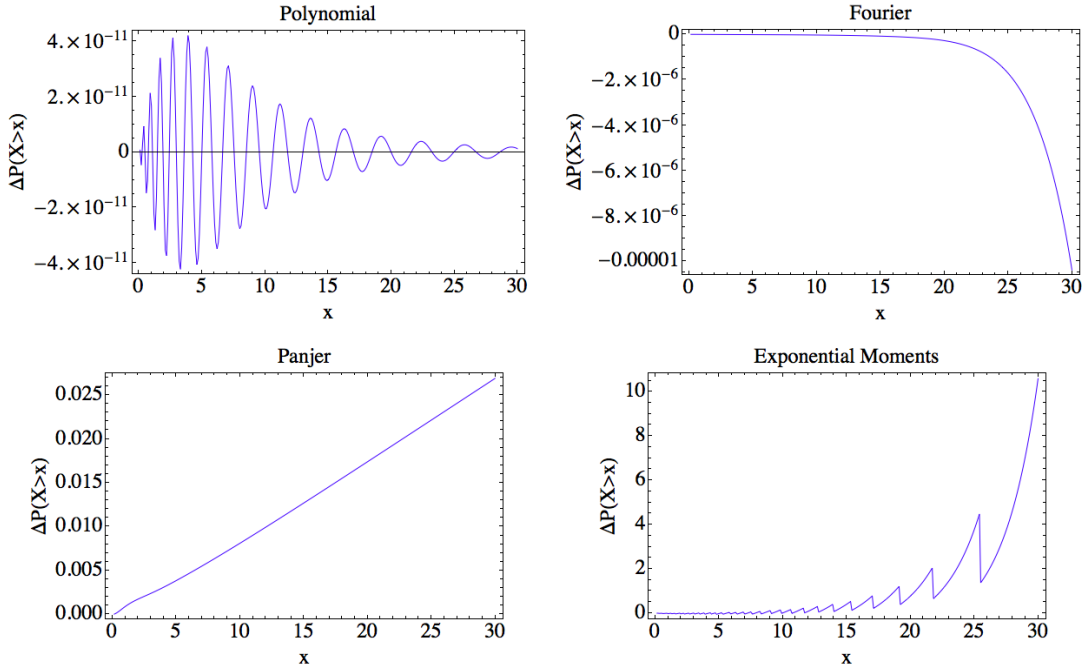 Polynomial
4.×10⁻¹¹
2.×10⁻¹¹
0
−2.×10⁻¹¹
−4.×10⁻¹¹
ΔP(X>x)
0 5 10 15 20 25 30
x
Fourier
0
−2.×10⁻⁶
−4.×10⁻⁶
−6.×10⁻⁶
−8.×10⁻⁶
−0.00001
ΔP(X>x)
0 5 10 15 20 25 30
x
Panjer
0.025
0.020
0.015
0.010
0.005
0.000
ΔP(X>x)
0 5 10 15 20 25 30
x
Exponential Moments
10
8
6
4
2
0
ΔP(X>x)
0 5 10 15 20 25 30
x